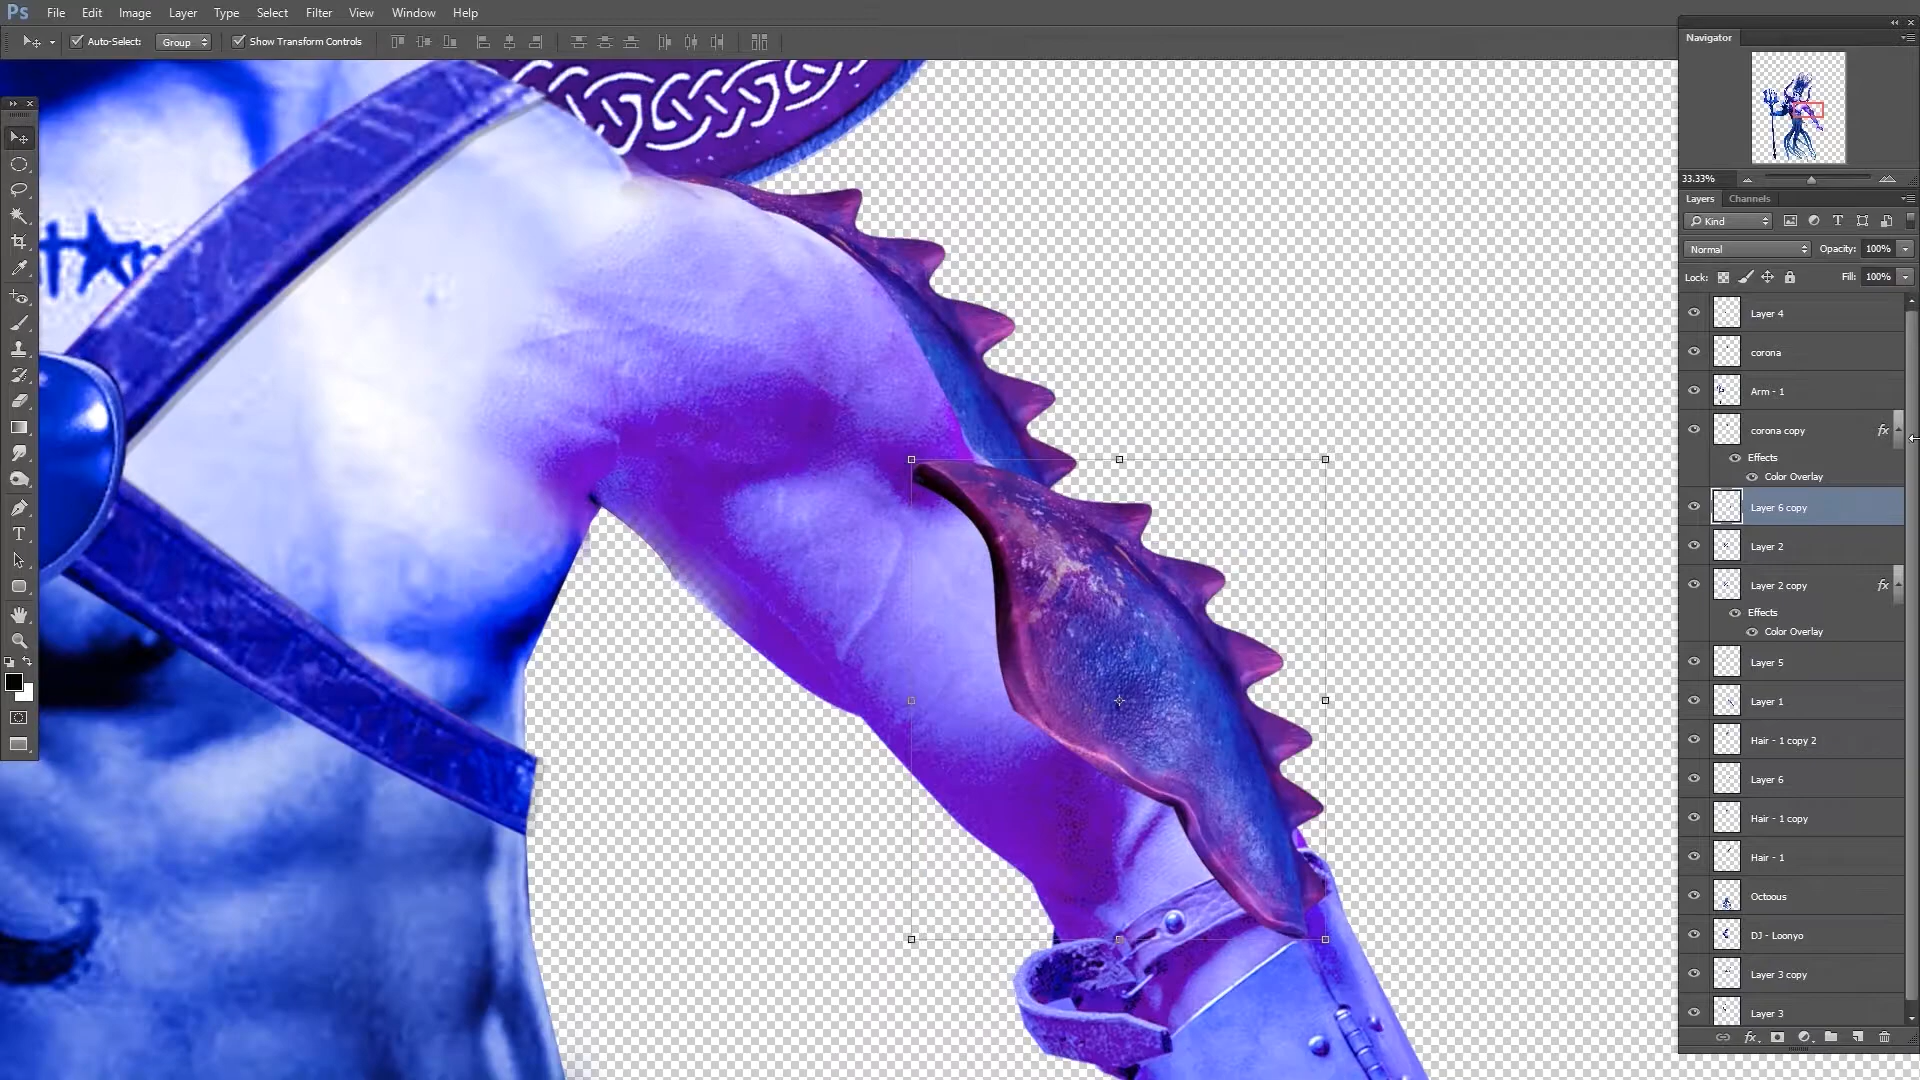 Ps File Edit Image Layer Type Select Filter View Window Help
Auto-Select: Group Show Transform Controls
Navigator
33.33%
Layers Channels
Kind
Normal Opacity: 100%
Lock: Fill: 100%
Layer 4
corona
Arm - 1
corona copy fx
Effects
Color Overlay
Layer 6 copy
Layer 2
Layer 2 copy fx
Effects
Color Overlay
Layer 5
Layer 1
Hair - 1 copy 2
Layer 6
Hair - 1 copy
Hair - 1
Octoous
DJ - Loonyo
Layer 3 copy
Layer 3
fx